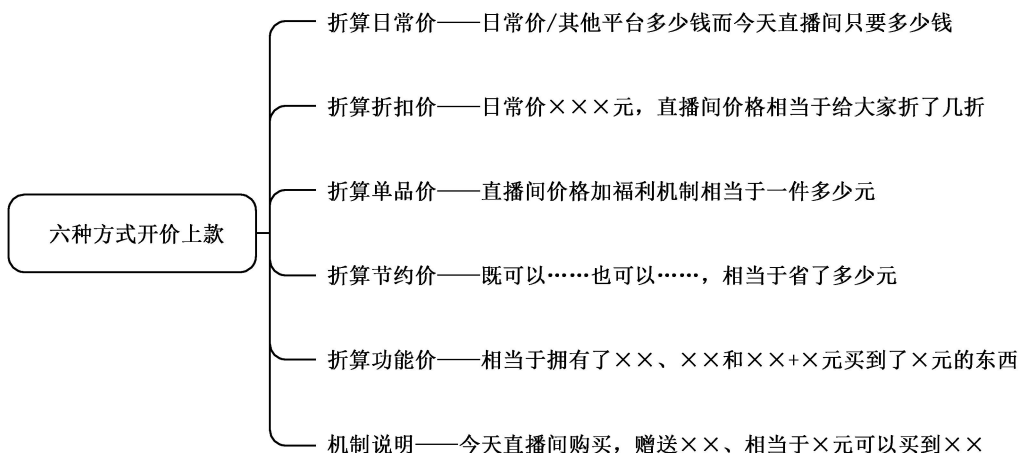 六种方式开价上款
折算日常价——日常价/其他平台多少钱而今天直播间只要多少钱
折算折扣价——日常价×××元，直播间价格相当于给大家折了几折
折算单品价——直播间价格加福利机制相当于一件多少元
折算节约价——既可以……也可以……，相当于省了多少元
折算功能价——相当于拥有了××、××和××+×元买到了×元的东西
机制说明——今天直播间购买，赠送××、相当于×元可以买到××